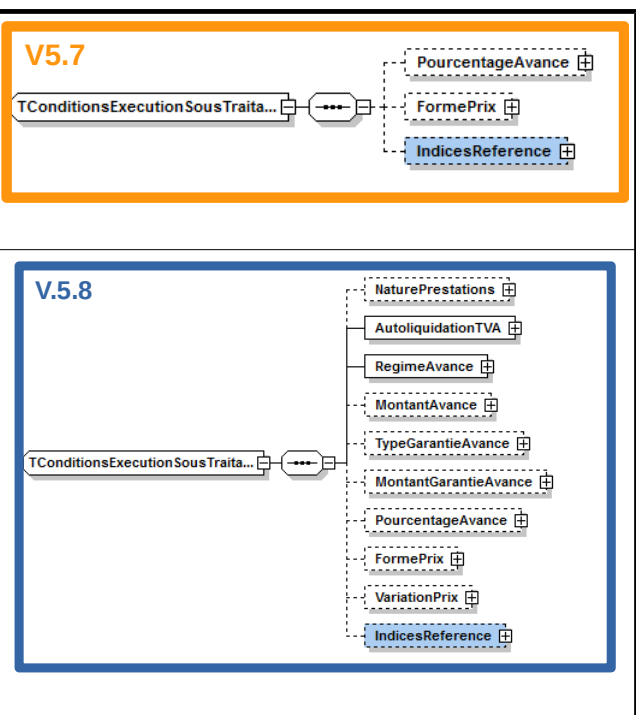 V5.7
PourcentageAvance
TConditionsExecutionSousTraita...
FormePrix
IndicesReference
V.5.8
NaturePrestations
AutoliquidationTVA
RegimeAvance
MontantAvance
TypeGarantieAvance
TConditionsExecutionSousTraita...
MontantGarantieAvance
PourcentageAvance
FormePrix
VariationPrix
IndicesReference